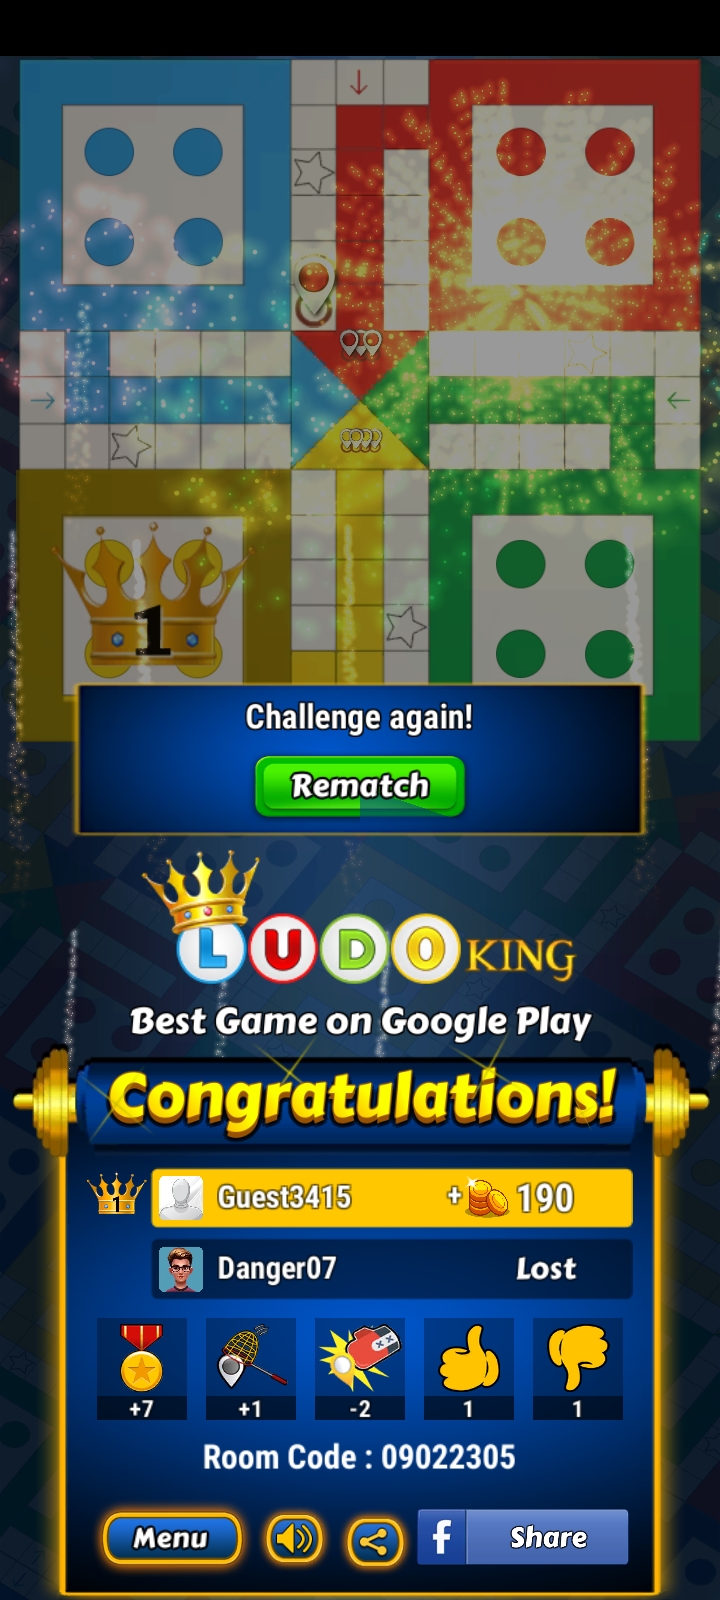 1
Challenge again!
Rematch
LUDO KING
Best Game on Google Play
Congratulations!
1 Guest3415 + 190
Danger07 Lost
+7 +1 -2 1 1
Room Code : 09022305
Menu f Share